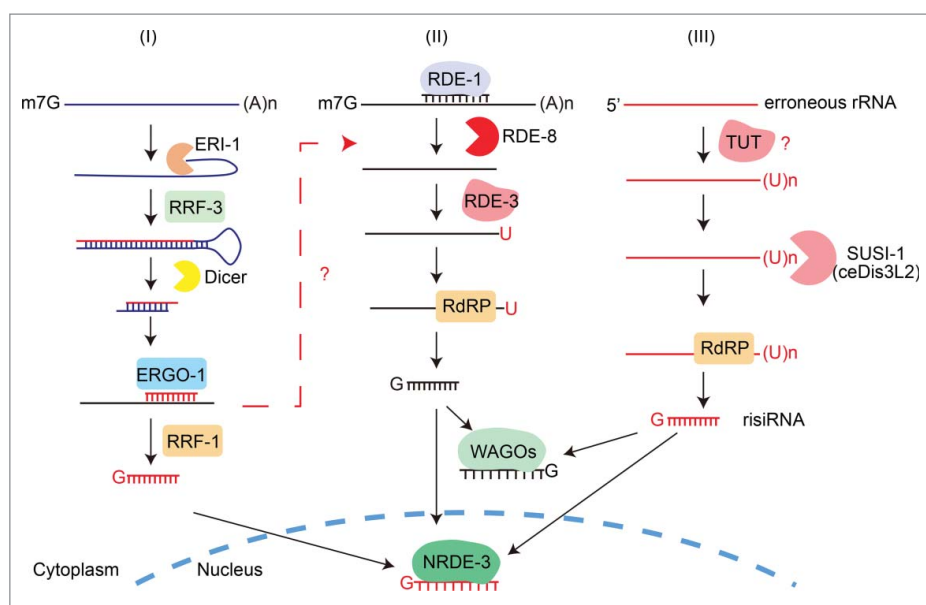 (I)
(II)
(III)
RDE-1
m7G (A)n
m7G (A)n
5' erroneous rRNA
ERI-1
RDE-8
TUT ?
(U)n
RRF-3
RDE-3
U
Dicer
?
(U)n SUSI-1
(ceDis3L2)
RdRP U
RdRP (U)n
ERGO-1
G
G risiRNA
RRF-1
WAGOs
G
G
Cytoplasm
Nucleus
NRDE-3
G